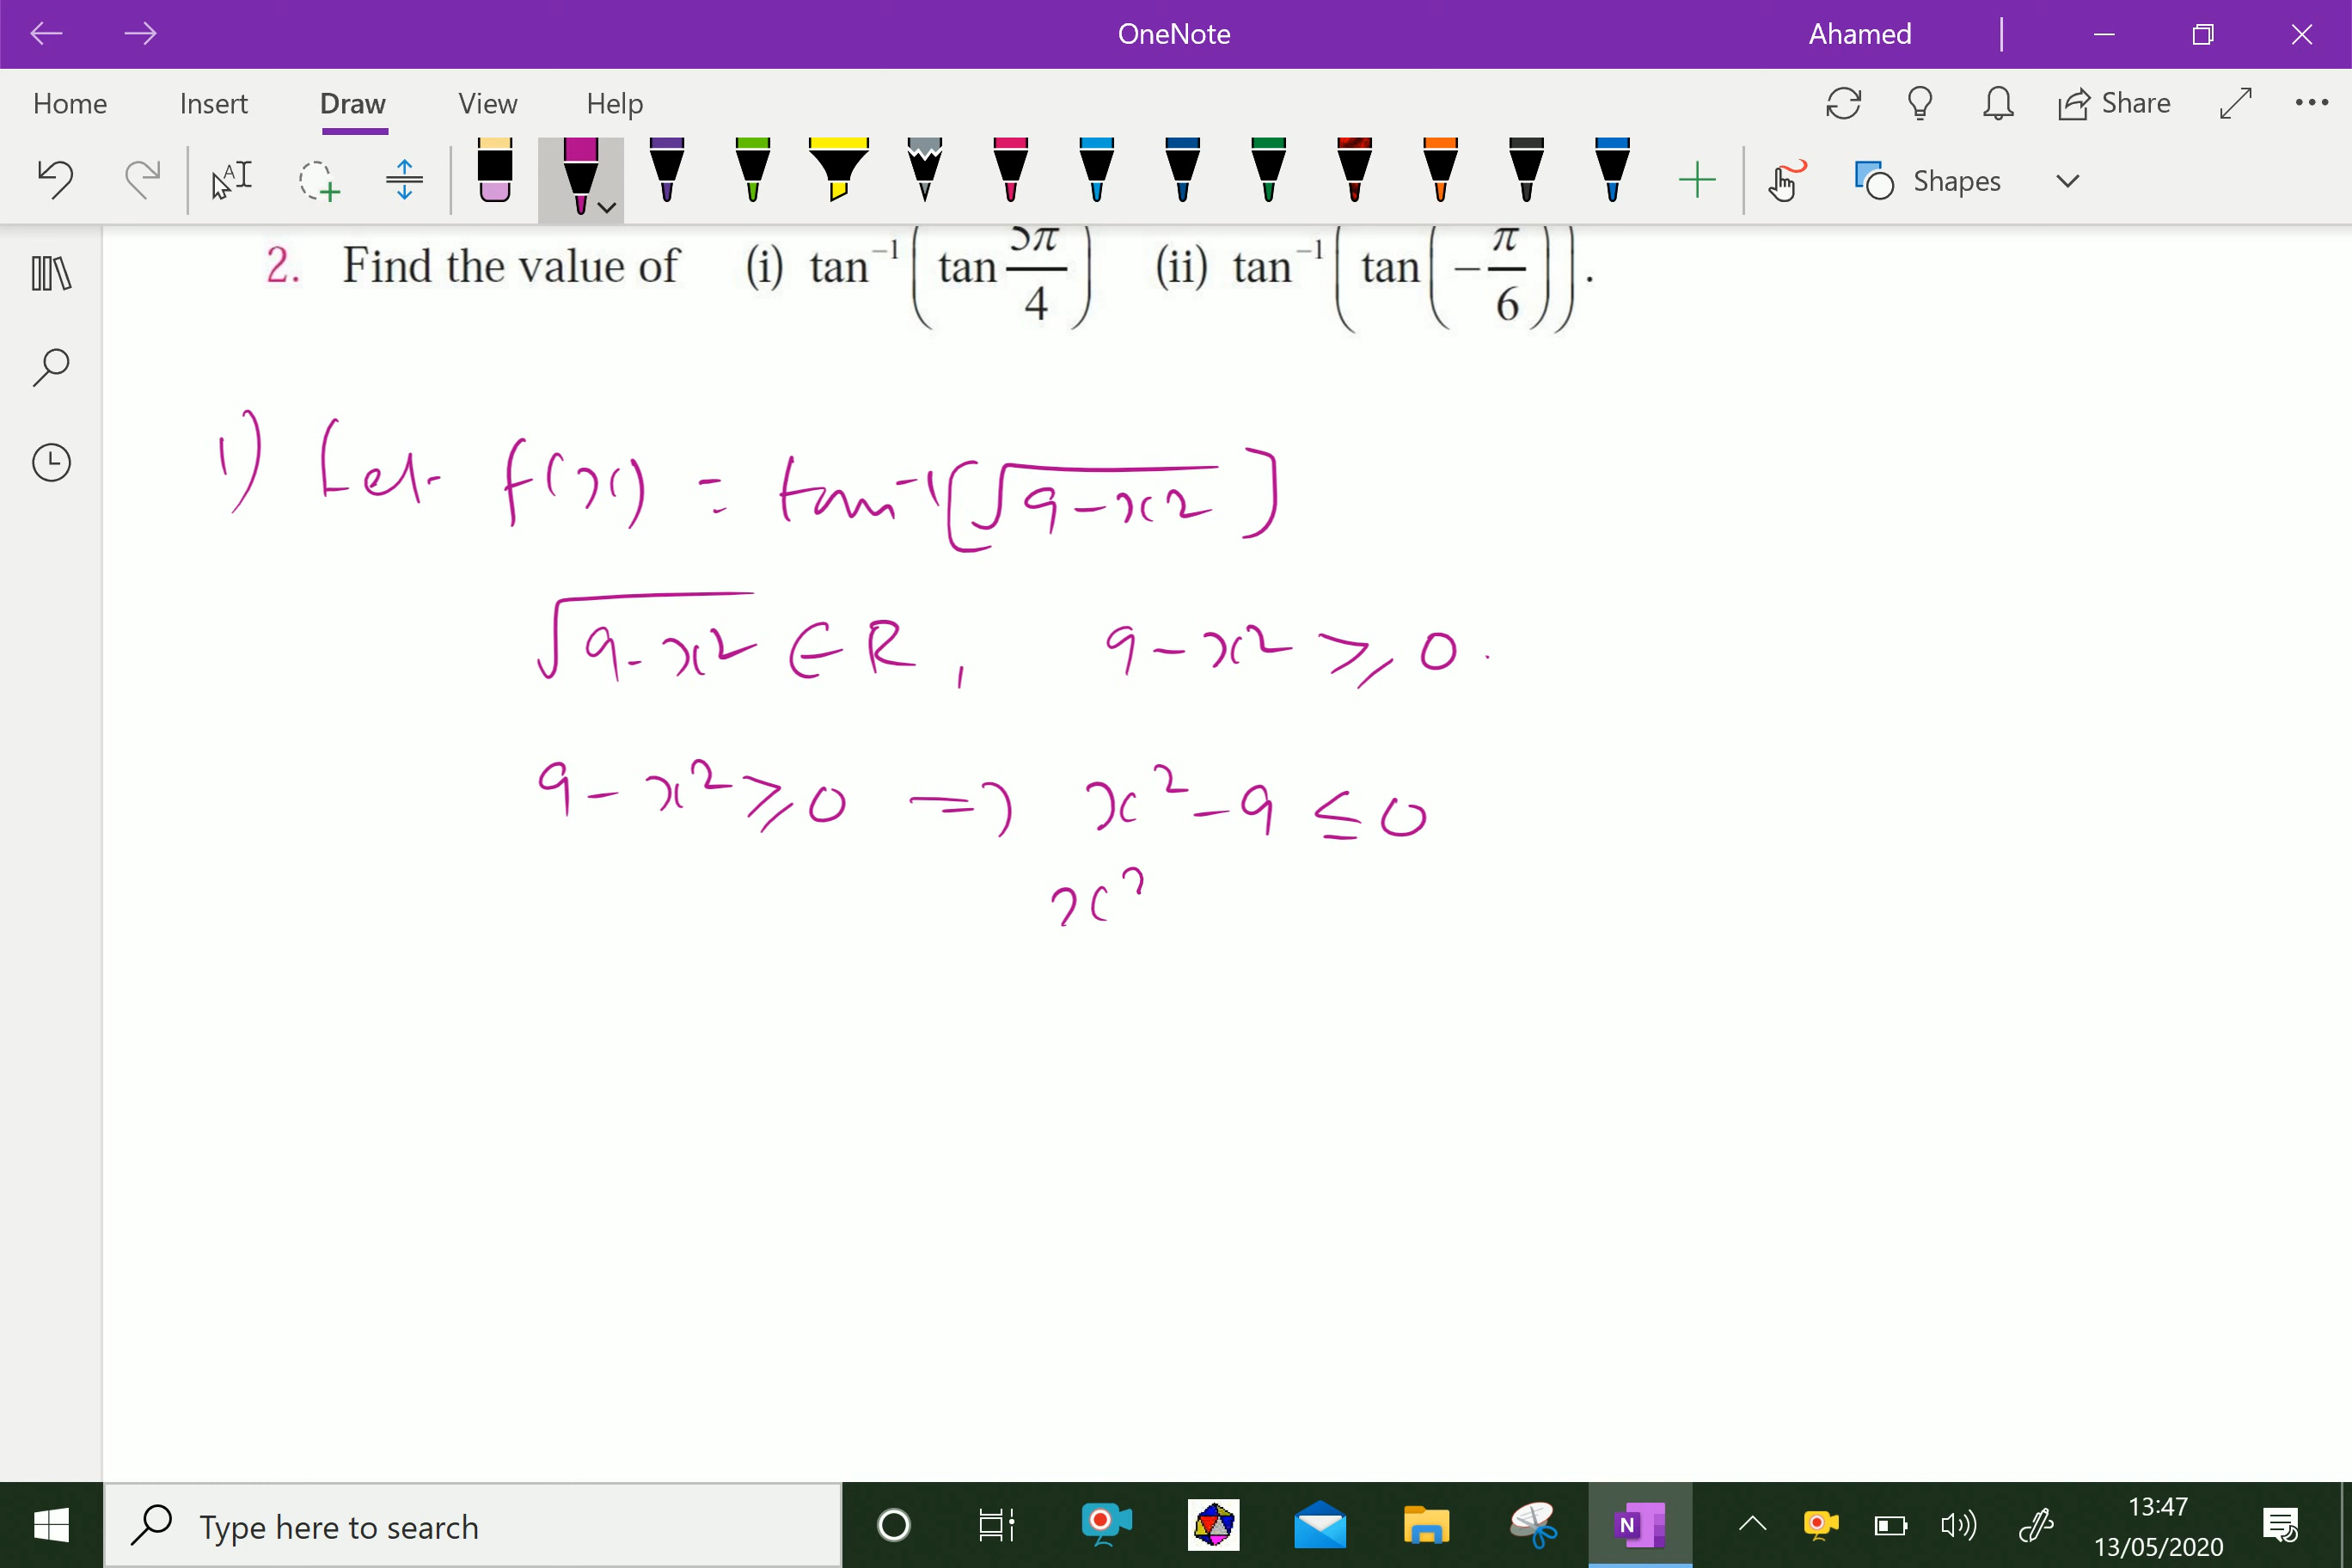 OneNote
Ahamed
Home Insert Draw View Help
Share
Shapes
2. Find the value of (i) tan⁻¹(tan 5π/4) (ii) tan⁻¹(tan(−π/6)).
1) Let f(x) = tan⁻¹[√(9−x²)]
√(9−x²) ∈ R, 9−x² ⩾ 0.
9−x² ⩾ 0 ⇒ x²−9 ≤ 0
x²
Type here to search
13:47
13/05/2020